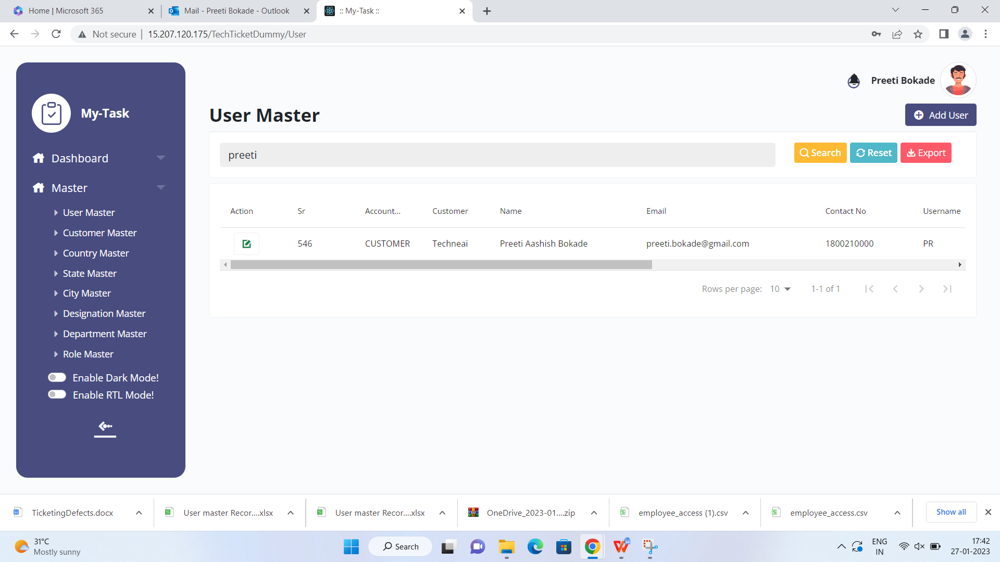 Home | Microsoft 365
Mail - Preeti Bokade - Outlook
:: My-Task ::
Not secure | 15.207.120.175/TechTicketDummy/User
Preeti Bokade
My-Task
Dashboard
Master
User Master
Customer Master
Country Master
State Master
City Master
Designation Master
Department Master
Role Master
Enable Dark Mode!
Enable RTL Mode!
User Master
Add User
preeti
Search
Reset
Export
Action Sr Account... Customer Name Email Contact No Username
546 CUSTOMER Techneai Preeti Aashish Bokade preeti.bokade@gmail.com 1800210000 PR
Rows per page: 10 1-1 of 1
TicketingDefects.docx
User master Recor....xlsx
User master Recor....xlsx
OneDrive_2023-01....zip
employee_access (1).csv
employee_access.csv
Show all
31°C
Mostly sunny
Search
ENG
IN
17:42
27-01-2023